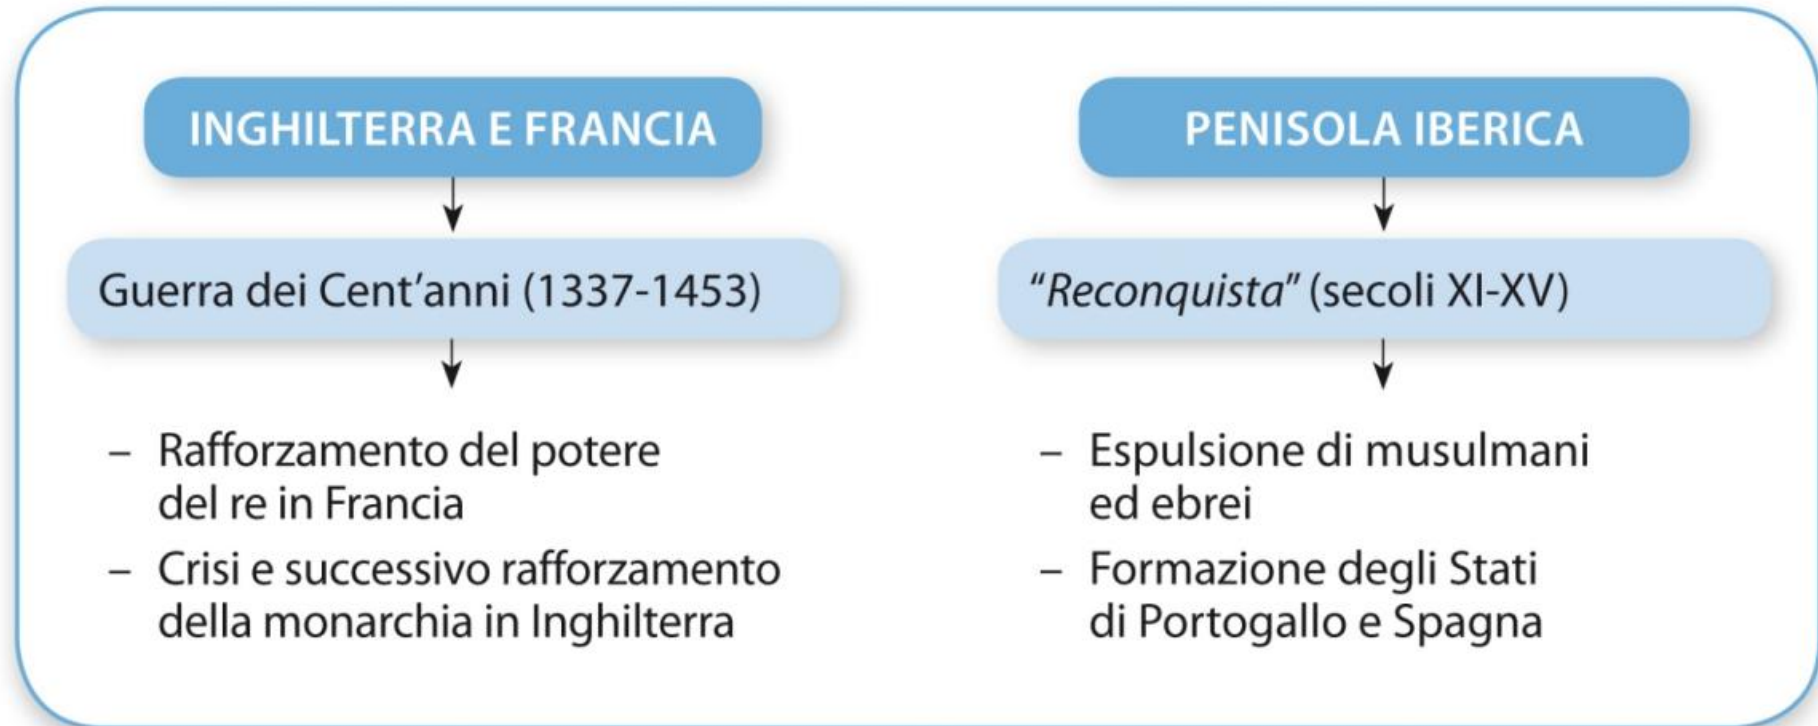 INGHILTERRA E FRANCIA
Guerra dei Cent'anni (1337-1453)
– Rafforzamento del potere
del re in Francia
– Crisi e successivo rafforzamento
della monarchia in Inghilterra
PENISOLA IBERICA
"Reconquista" (secoli XI-XV)
– Espulsione di musulmani
ed ebrei
– Formazione degli Stati
di Portogallo e Spagna